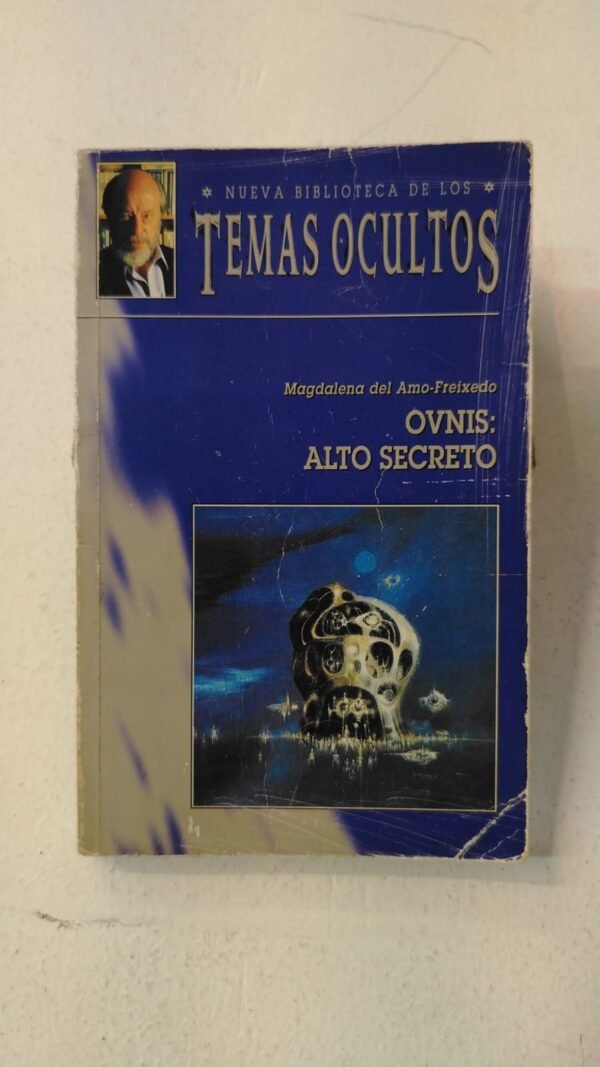 NUEVA BIBLIOTECA DE LOS
TEMAS OCULTOS
Magdalena del Amo-Freixedo
OVNIS:
ALTO SECRETO